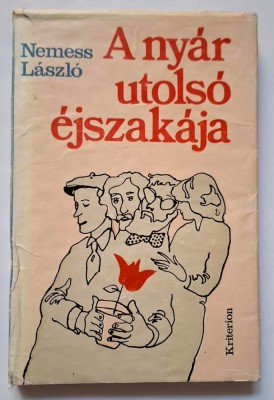 Nemess
László
A nyár
utolsó
éjszakája
Kriterion